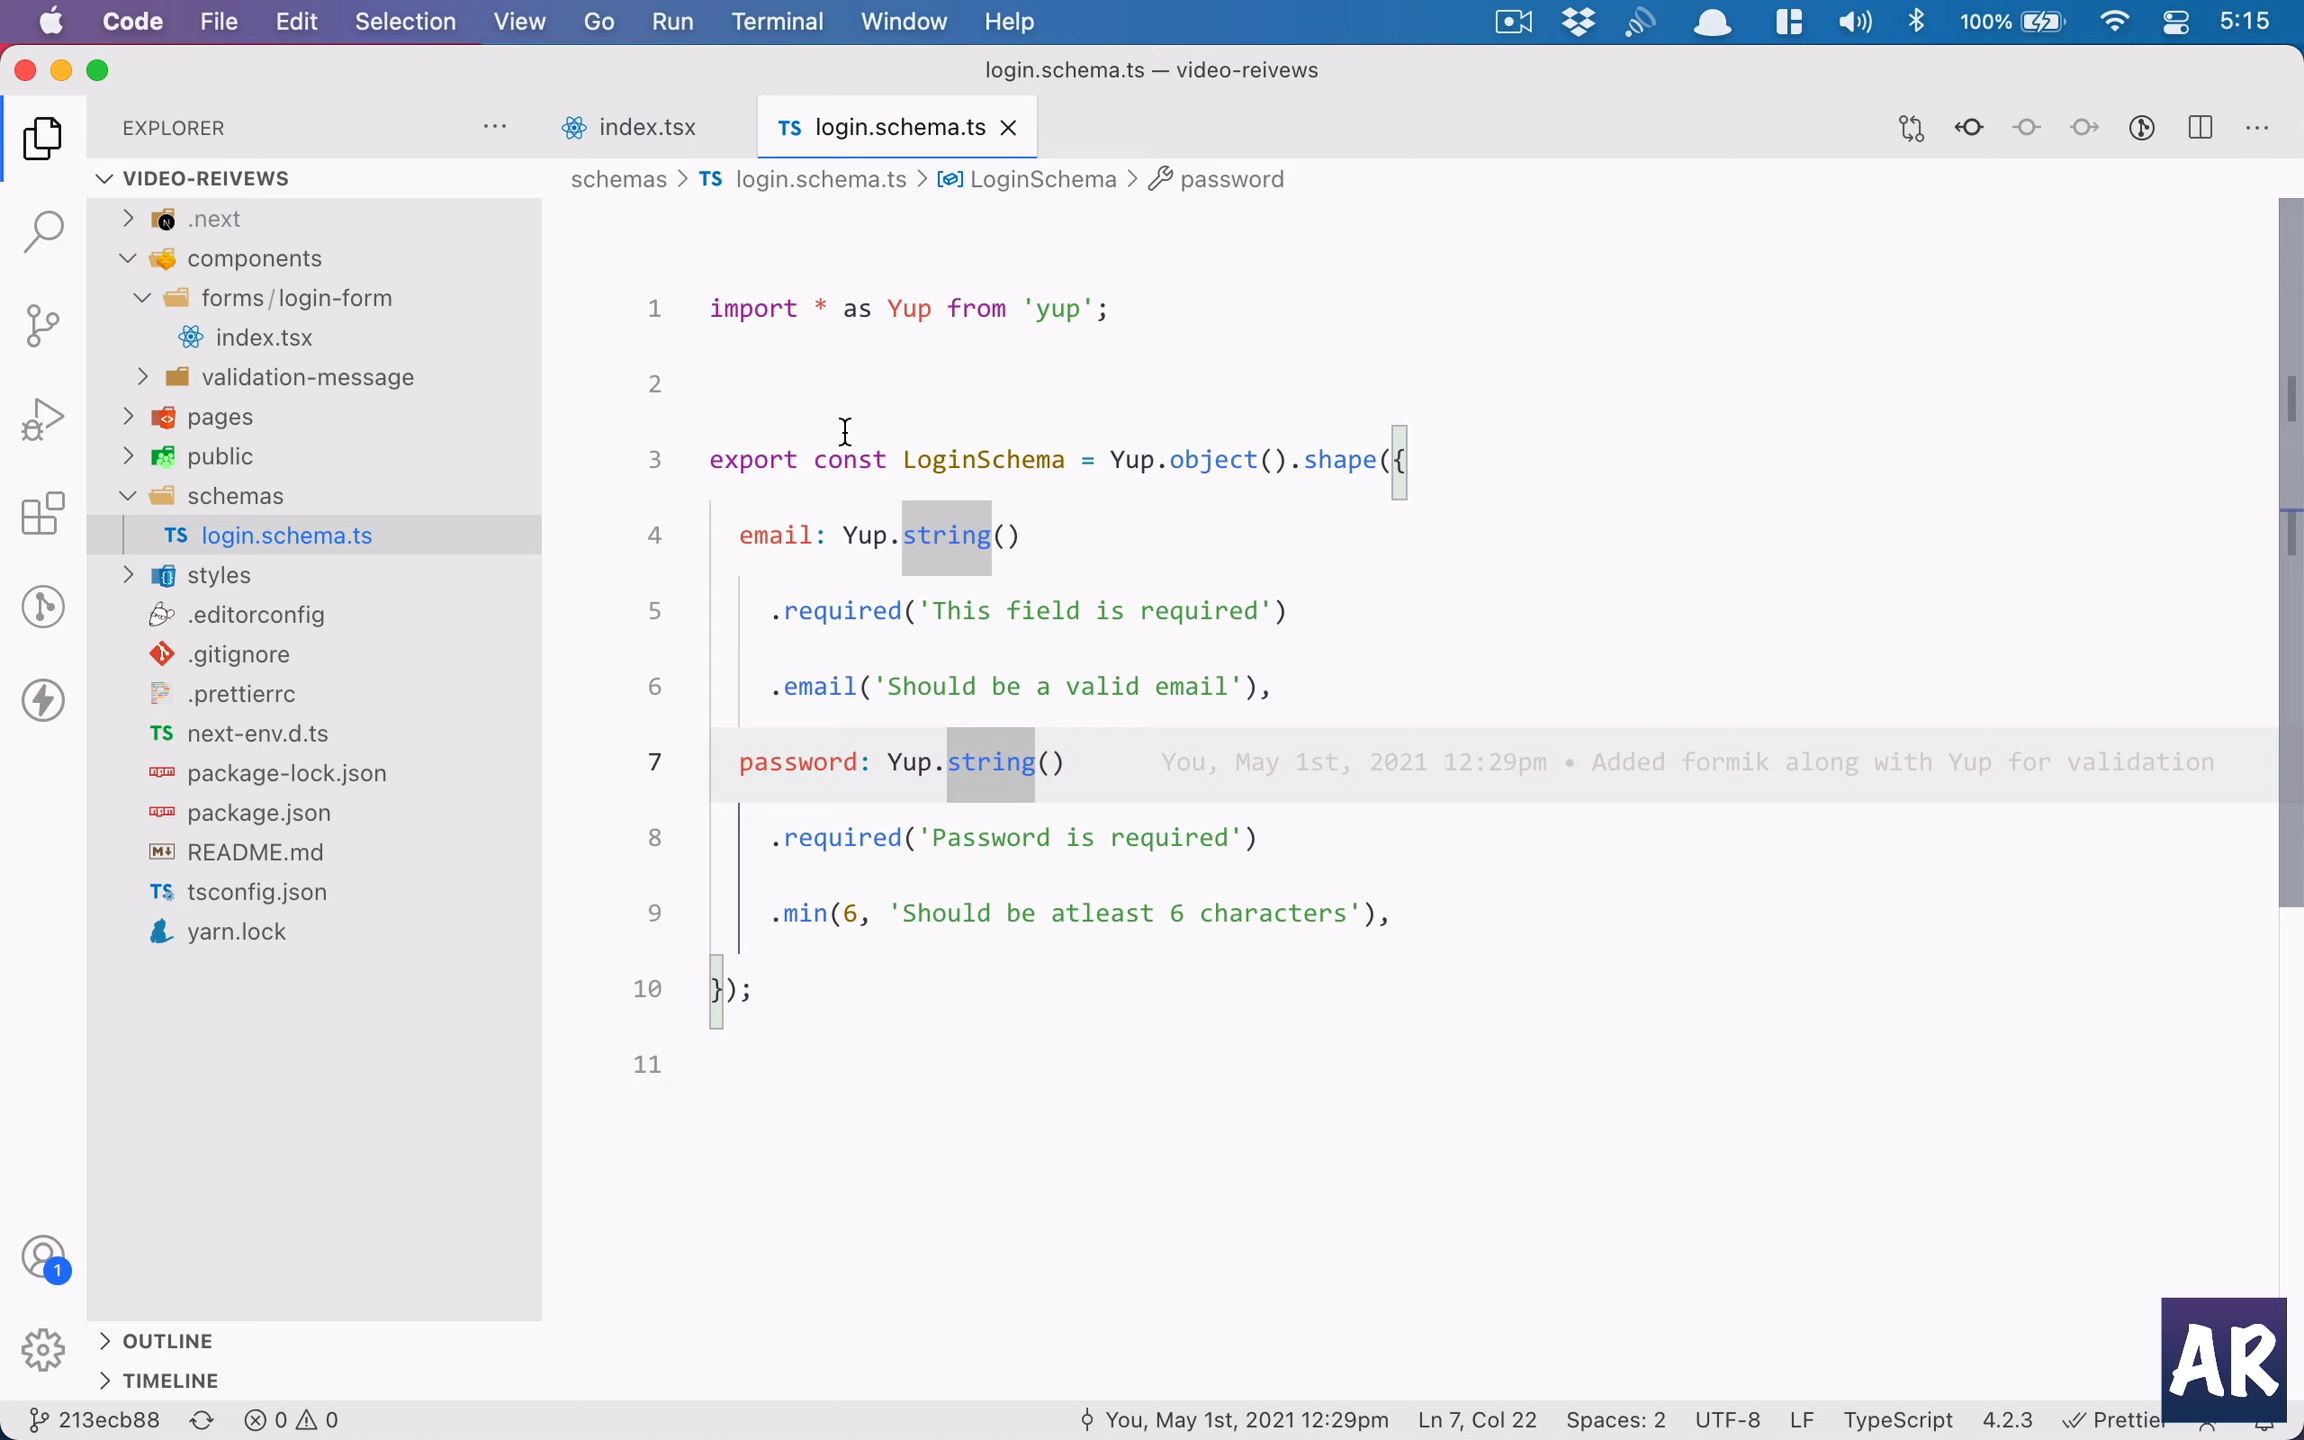 Code File Edit Selection View Go Run Terminal Window Help 100% 5:15
login.schema.ts — video-reivews
EXPLORER
index.tsx
TS login.schema.ts
VIDEO-REIVEWS
schemas > TS login.schema.ts > LoginSchema > password
.next
components
forms/login-form
index.tsx
validation-message
pages
public
schemas
TS login.schema.ts
styles
.editorconfig
.gitignore
.prettierrc
TS next-env.d.ts
package-lock.json
package.json
README.md
TS tsconfig.json
yarn.lock
1 import * as Yup from 'yup';
2
3 export const LoginSchema = Yup.object().shape({
4 email: Yup.string()
5 .required('This field is required')
6 .email('Should be a valid email'),
7 password: Yup.string() You, May 1st, 2021 12:29pm • Added formik along with Yup for validation
8 .required('Password is required')
9 .min(6, 'Should be atleast 6 characters'),
10 });
11
1
OUTLINE
TIMELINE
AR
213ecb88 0 0 You, May 1st, 2021 12:29pm Ln 7, Col 22 Spaces: 2 UTF-8 LF TypeScript 4.2.3